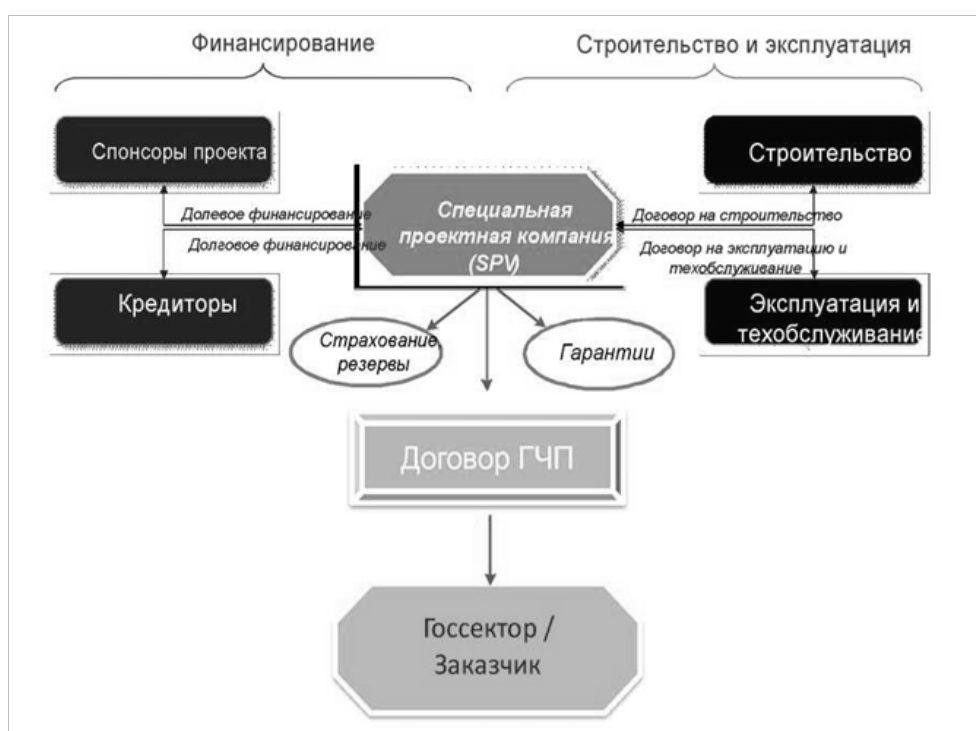 Финансирование
Строительство и эксплуатация
Спонсоры проекта
Строительство
Специальная
проектная компания
(SPV)
Долевое финансирование
Долговое финансирование
Договор на строительство
Договор на эксплуатацию и
техобслуживание
Кредиторы
Эксплуатация и
техобслуживание
Страхование,
резервы
Гарантии
Договор ГЧП
Госсектор /
Заказчик